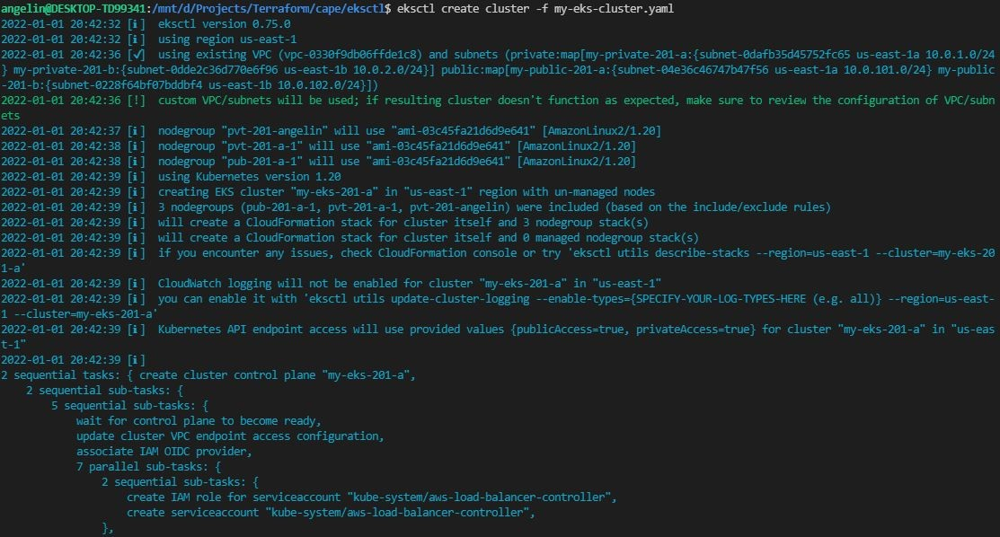 angelin@DESKTOP-TD99341:/mnt/d/Projects/Terraform/cape/eksctl$ eksctl create cluster -f my-eks-cluster.yaml
2022-01-01 20:42:32 [ℹ]  eksctl version 0.75.0
2022-01-01 20:42:32 [ℹ]  using region us-east-1
2022-01-01 20:42:36 [✓]  using existing VPC (vpc-0330f9db06ffde1c8) and subnets (private:map[my-private-201-a:{subnet-0dafb35d45752fc65 us-east-1a 10.0.1.0/24
} my-private-201-b:{subnet-0dde2c36d770e6f96 us-east-1b 10.0.2.0/24}] public:map[my-public-201-a:{subnet-04e36c46747b47f56 us-east-1a 10.0.101.0/24} my-public
-201-b:{subnet-0228f64bf07bddbf4 us-east-1b 10.0.102.0/24}])
2022-01-01 20:42:36 [!]  custom VPC/subnets will be used; if resulting cluster doesn't function as expected, make sure to review the configuration of VPC/subn
ets
2022-01-01 20:42:37 [ℹ]  nodegroup "pvt-201-angelin" will use "ami-03c45fa21d6d9e641" [AmazonLinux2/1.20]
2022-01-01 20:42:38 [ℹ]  nodegroup "pvt-201-a-1" will use "ami-03c45fa21d6d9e641" [AmazonLinux2/1.20]
2022-01-01 20:42:38 [ℹ]  nodegroup "pub-201-a-1" will use "ami-03c45fa21d6d9e641" [AmazonLinux2/1.20]
2022-01-01 20:42:39 [ℹ]  using Kubernetes version 1.20
2022-01-01 20:42:39 [ℹ]  creating EKS cluster "my-eks-201-a" in "us-east-1" region with un-managed nodes
2022-01-01 20:42:39 [ℹ]  3 nodegroups (pub-201-a-1, pvt-201-a-1, pvt-201-angelin) were included (based on the include/exclude rules)
2022-01-01 20:42:39 [ℹ]  will create a CloudFormation stack for cluster itself and 3 nodegroup stack(s)
2022-01-01 20:42:39 [ℹ]  will create a CloudFormation stack for cluster itself and 0 managed nodegroup stack(s)
2022-01-01 20:42:39 [ℹ]  if you encounter any issues, check CloudFormation console or try 'eksctl utils describe-stacks --region=us-east-1 --cluster=my-eks-20
1-a'
2022-01-01 20:42:39 [ℹ]  CloudWatch logging will not be enabled for cluster "my-eks-201-a" in "us-east-1"
2022-01-01 20:42:39 [ℹ]  you can enable it with 'eksctl utils update-cluster-logging --enable-types={SPECIFY-YOUR-LOG-TYPES-HERE (e.g. all)} --region=us-east-
1 --cluster=my-eks-201-a'
2022-01-01 20:42:39 [ℹ]  Kubernetes API endpoint access will use provided values {publicAccess=true, privateAccess=true} for cluster "my-eks-201-a" in "us-eas
t-1"
2022-01-01 20:42:39 [ℹ]
2 sequential tasks: { create cluster control plane "my-eks-201-a",
    2 sequential sub-tasks: {
        5 sequential sub-tasks: {
            wait for control plane to become ready,
            update cluster VPC endpoint access configuration,
            associate IAM OIDC provider,
            7 parallel sub-tasks: {
                2 sequential sub-tasks: {
                    create IAM role for serviceaccount "kube-system/aws-load-balancer-controller",
                    create serviceaccount "kube-system/aws-load-balancer-controller",
                },